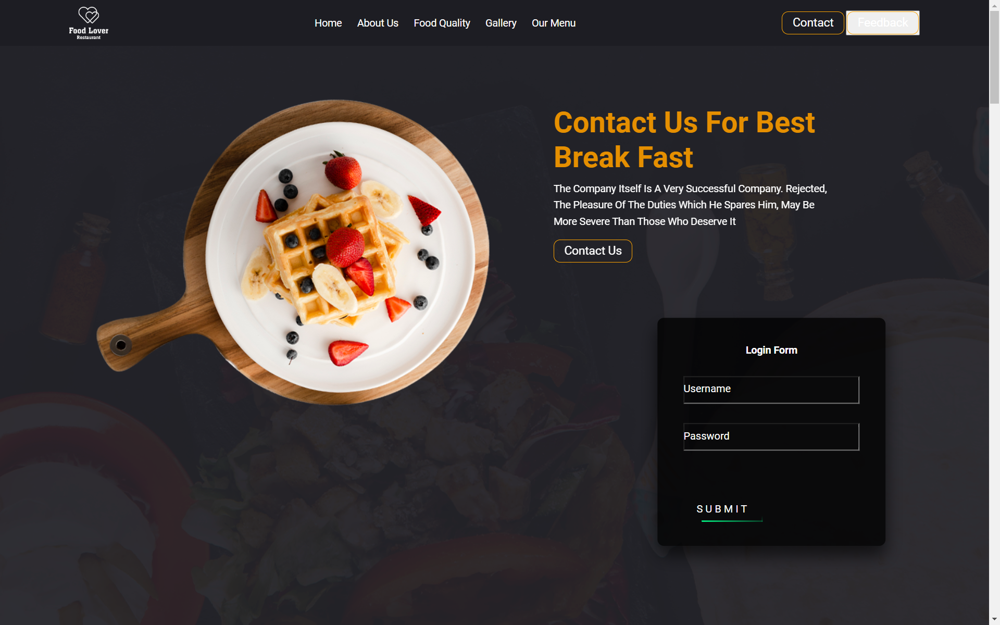 Food Lover
Restaurant
Home
About Us
Food Quality
Gallery
Our Menu
Contact
Feedback
Contact Us For Best
Break Fast
The Company Itself Is A Very Successful Company. Rejected,
The Pleasure Of The Duties Which He Spares Him, May Be
More Severe Than Those Who Deserve It
Contact Us
Login Form
Username
Password
SUBMIT